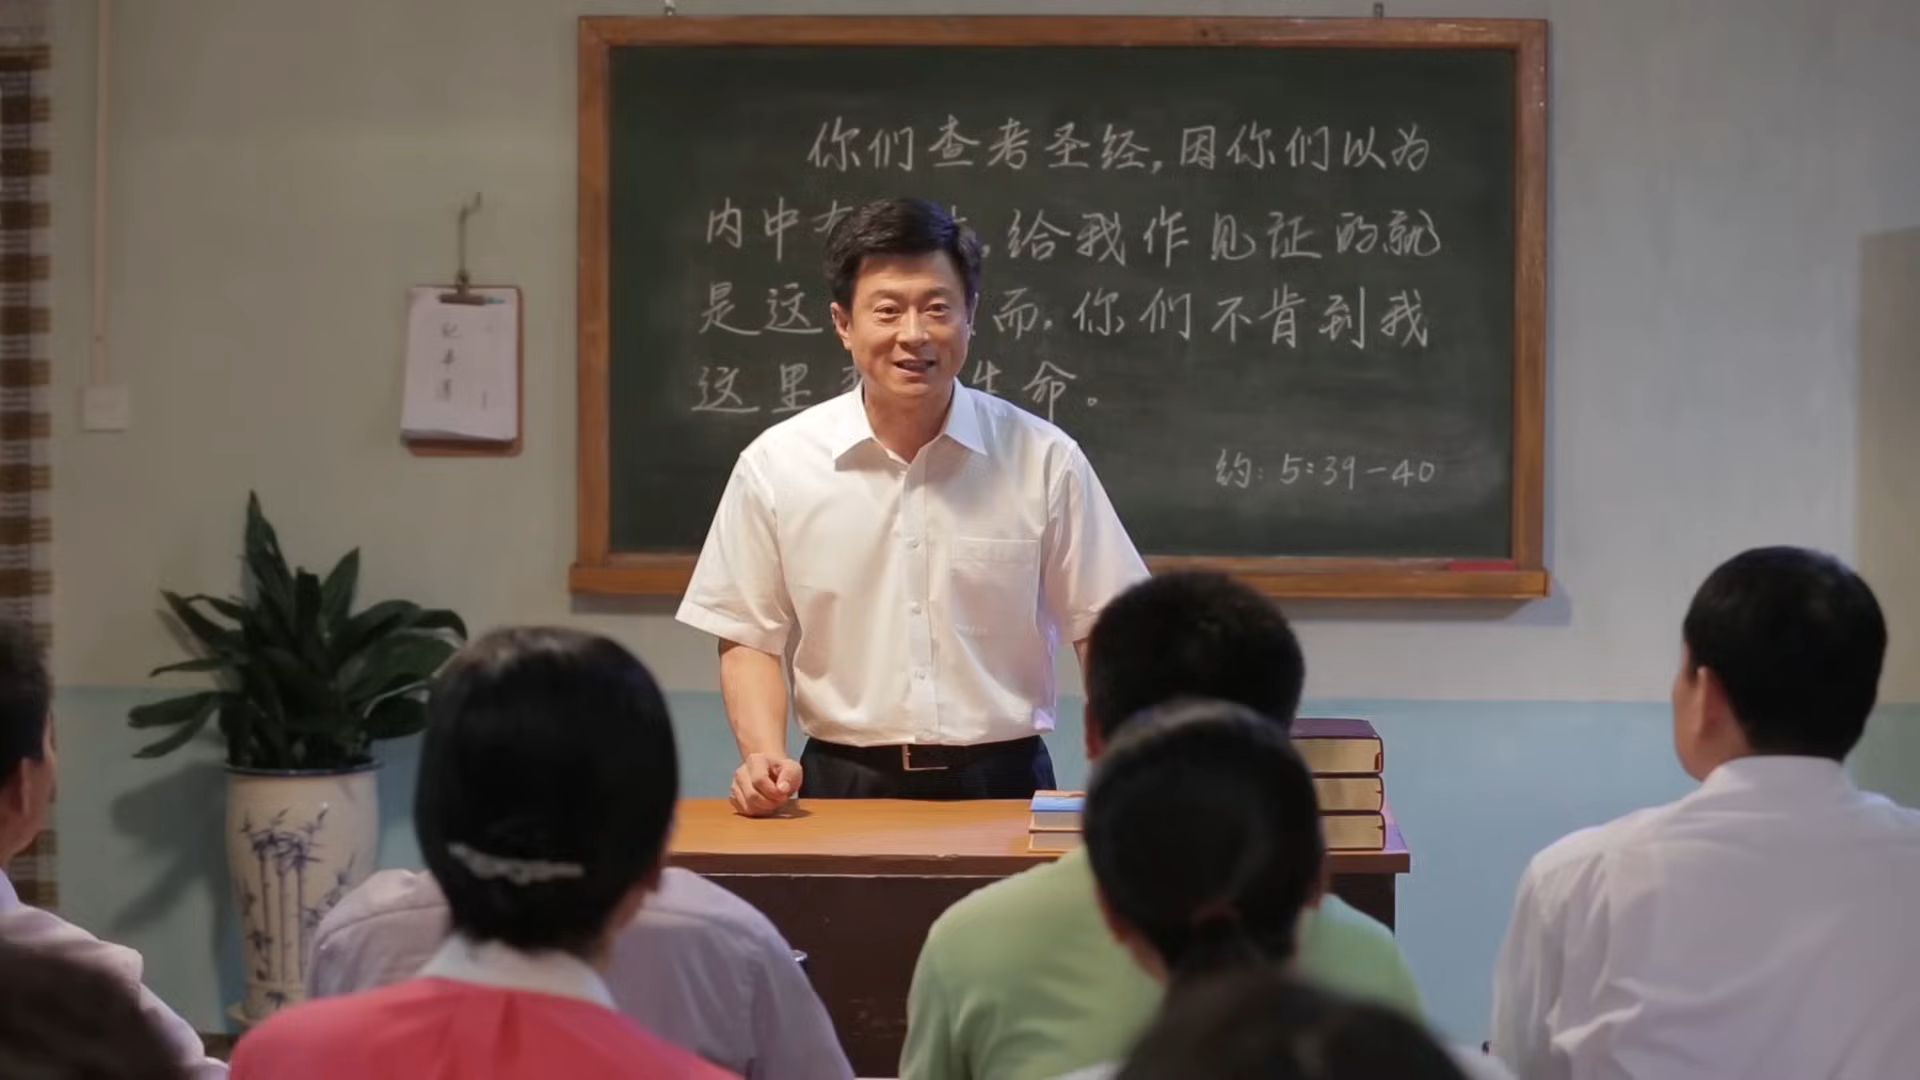 你们查考圣经,因你们以为
内中有 ,给我作见证的就
是这 而.你们不肯到我
这里 生命。
约:5:39-40